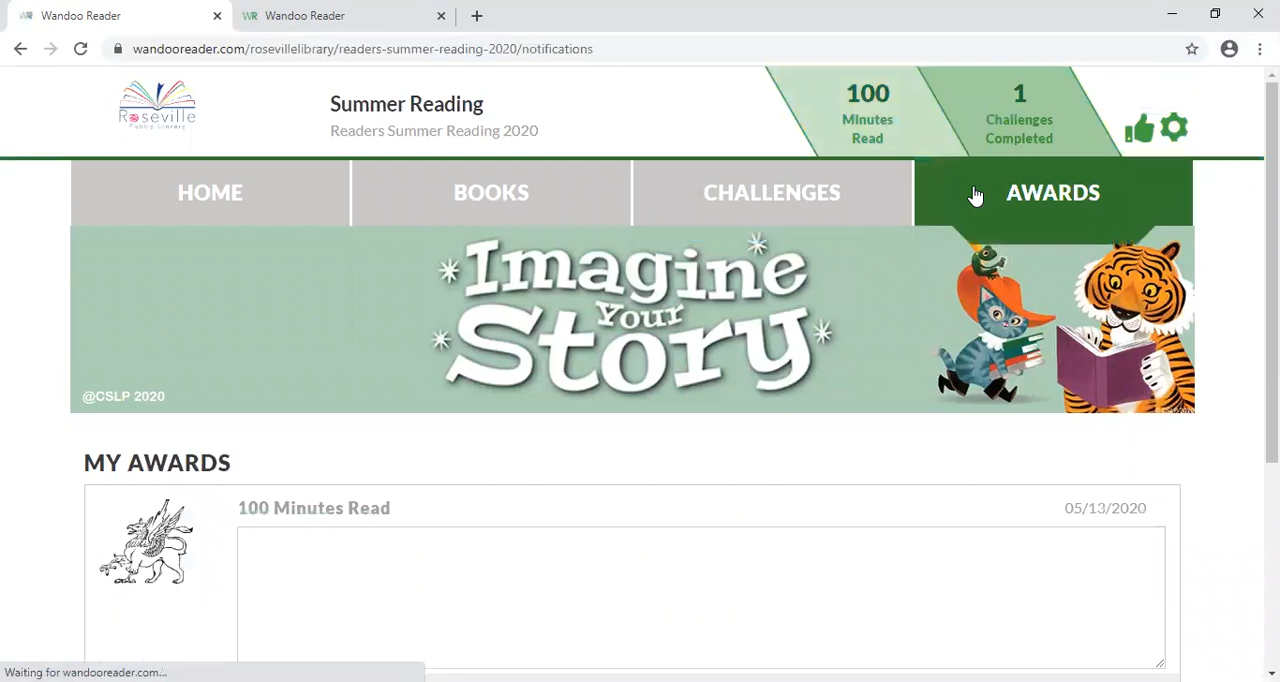 Wandoo Reader
Wandoo Reader
wandooreader.com/rosevillelibrary/readers-summer-reading-2020/notifications
Roseville
Public Library
Summer Reading
Readers Summer Reading 2020
100
Minutes
Read
1
Challenges
Completed
HOME
BOOKS
CHALLENGES
AWARDS
Imagine
Your
Story
@CSLP 2020
MY AWARDS
100 Minutes Read
05/13/2020
Waiting for wandooreader.com...